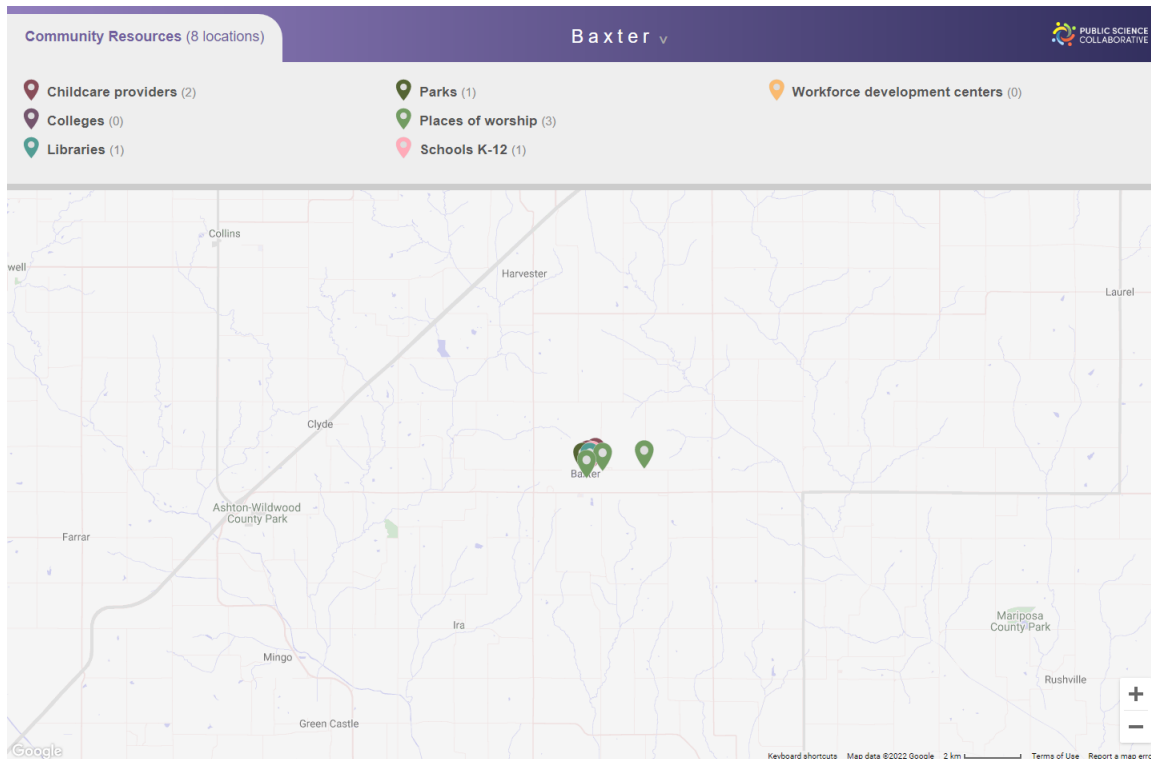 Community Resources (8 locations)
Baxter v
PUBLIC SCIENCE
COLLABORATIVE
Childcare providers (2)
Parks (1)
Workforce development centers (0)
Colleges (0)
Places of worship (3)
Libraries (1)
Schools K-12 (1)
Collins
well
Harvester
Laurel
Clyde
Baxter
Ashton-Wildwood
County Park
Farrar
Mariposa
County Park
Ira
Mingo
Rushville
Green Castle
+
−
Google
Keyboard shortcuts Map data ©2022 Google 2 km Terms of Use Report a map erro